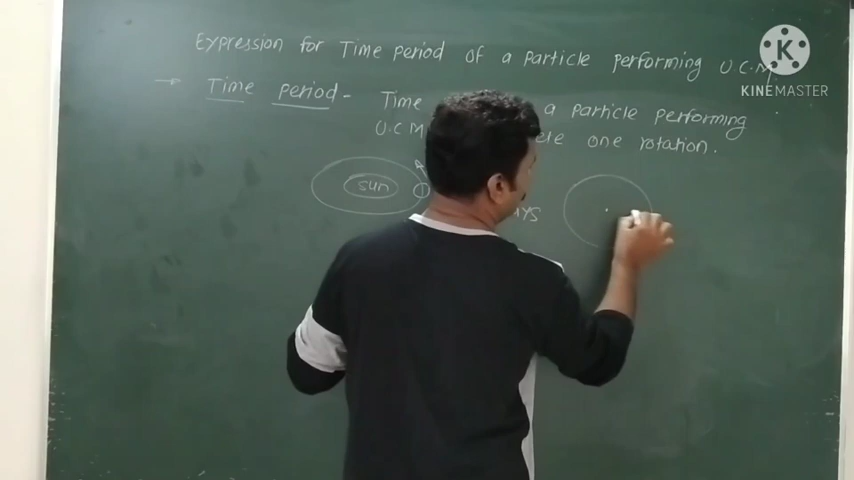 Expression for Time period of a particle performing U.C.M
→ Time period - Time a particle performing
U.C.M one rotation.
sun
K
KINEMASTER